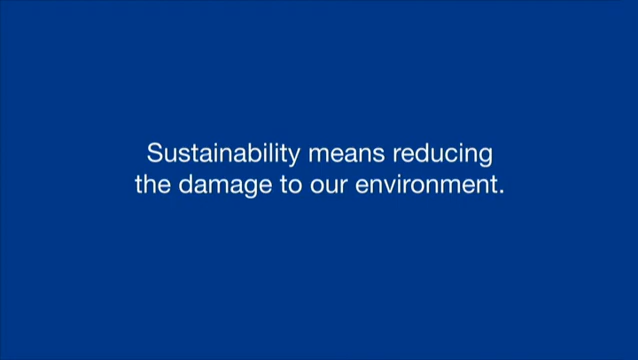 Sustainability means reducing
the damage to our environment.